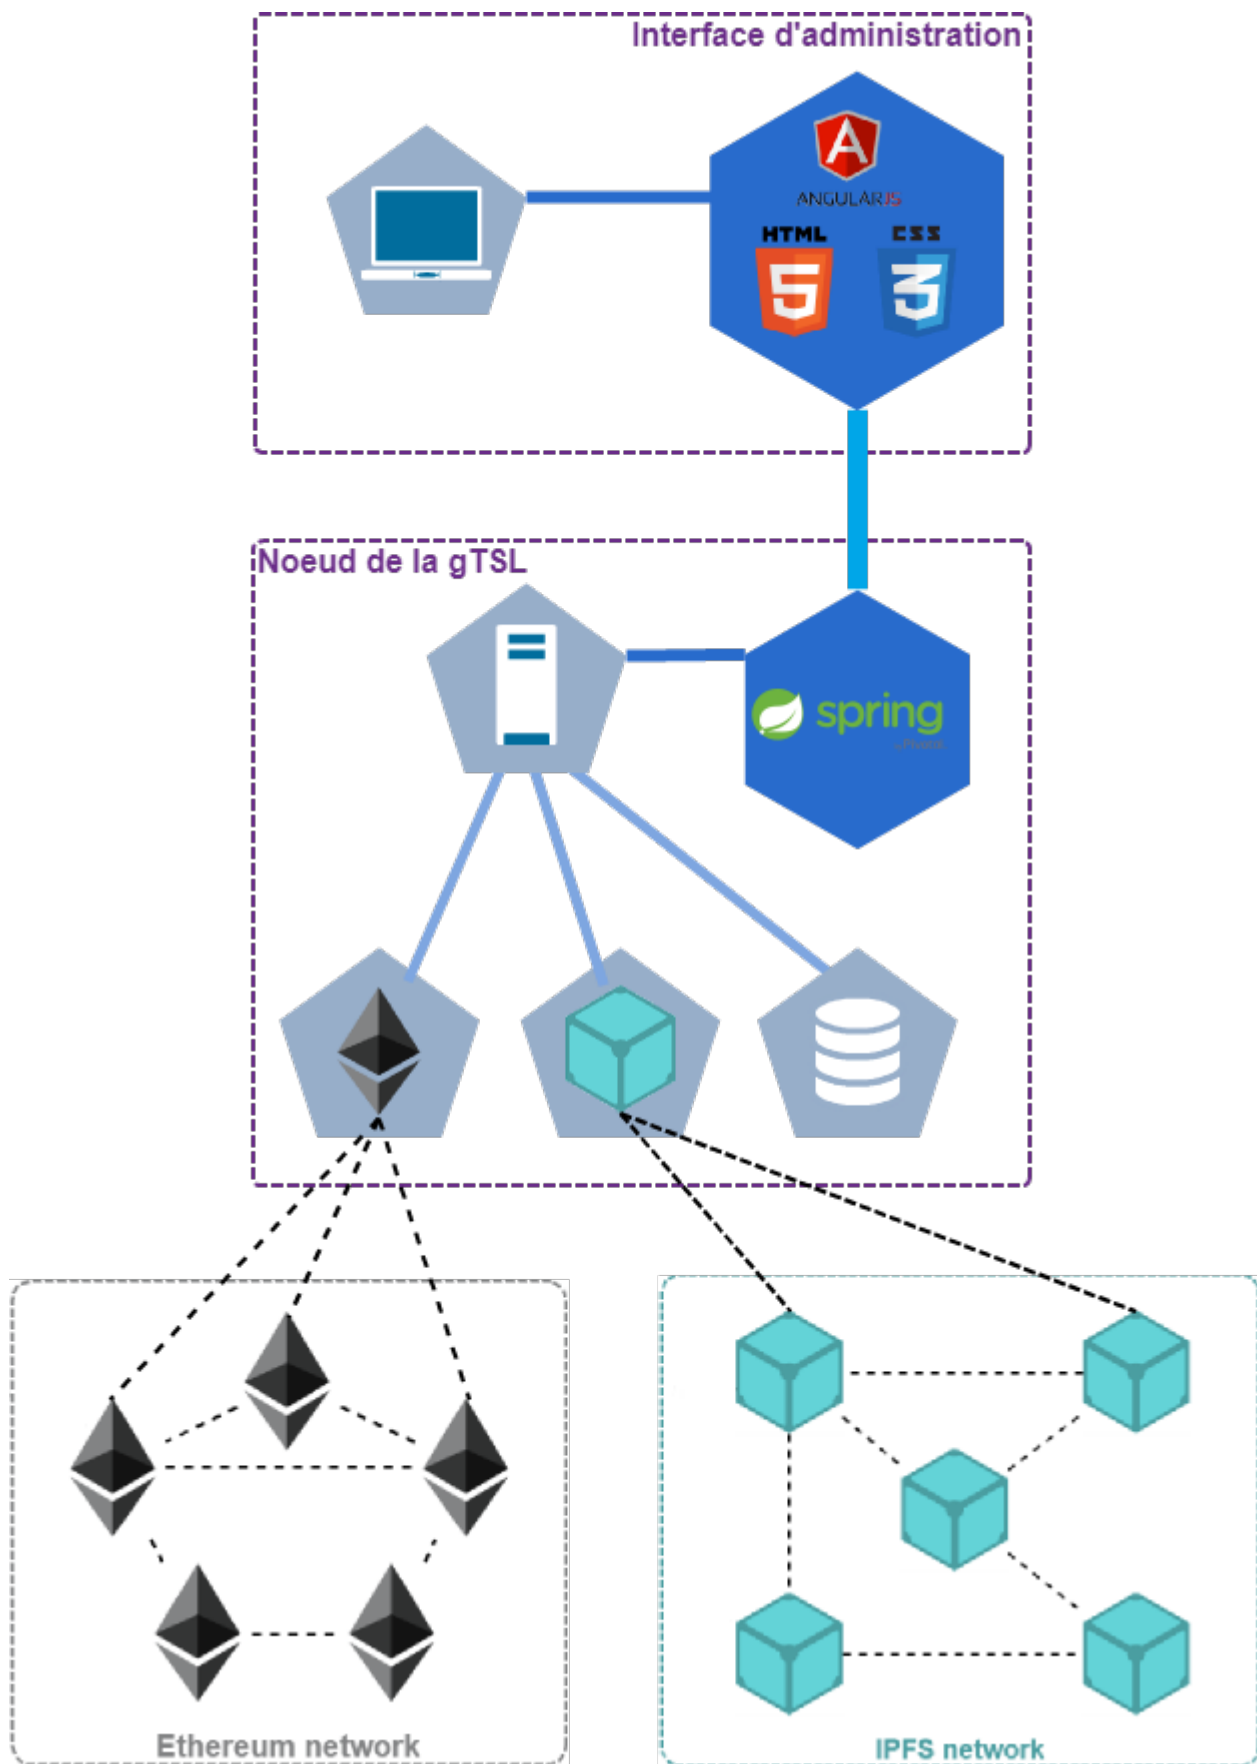 Interface d'administration
ANGULARJS
HTML
CSS
5
3
Noeud de la gTSL
spring
Ethereum network
IPFS network